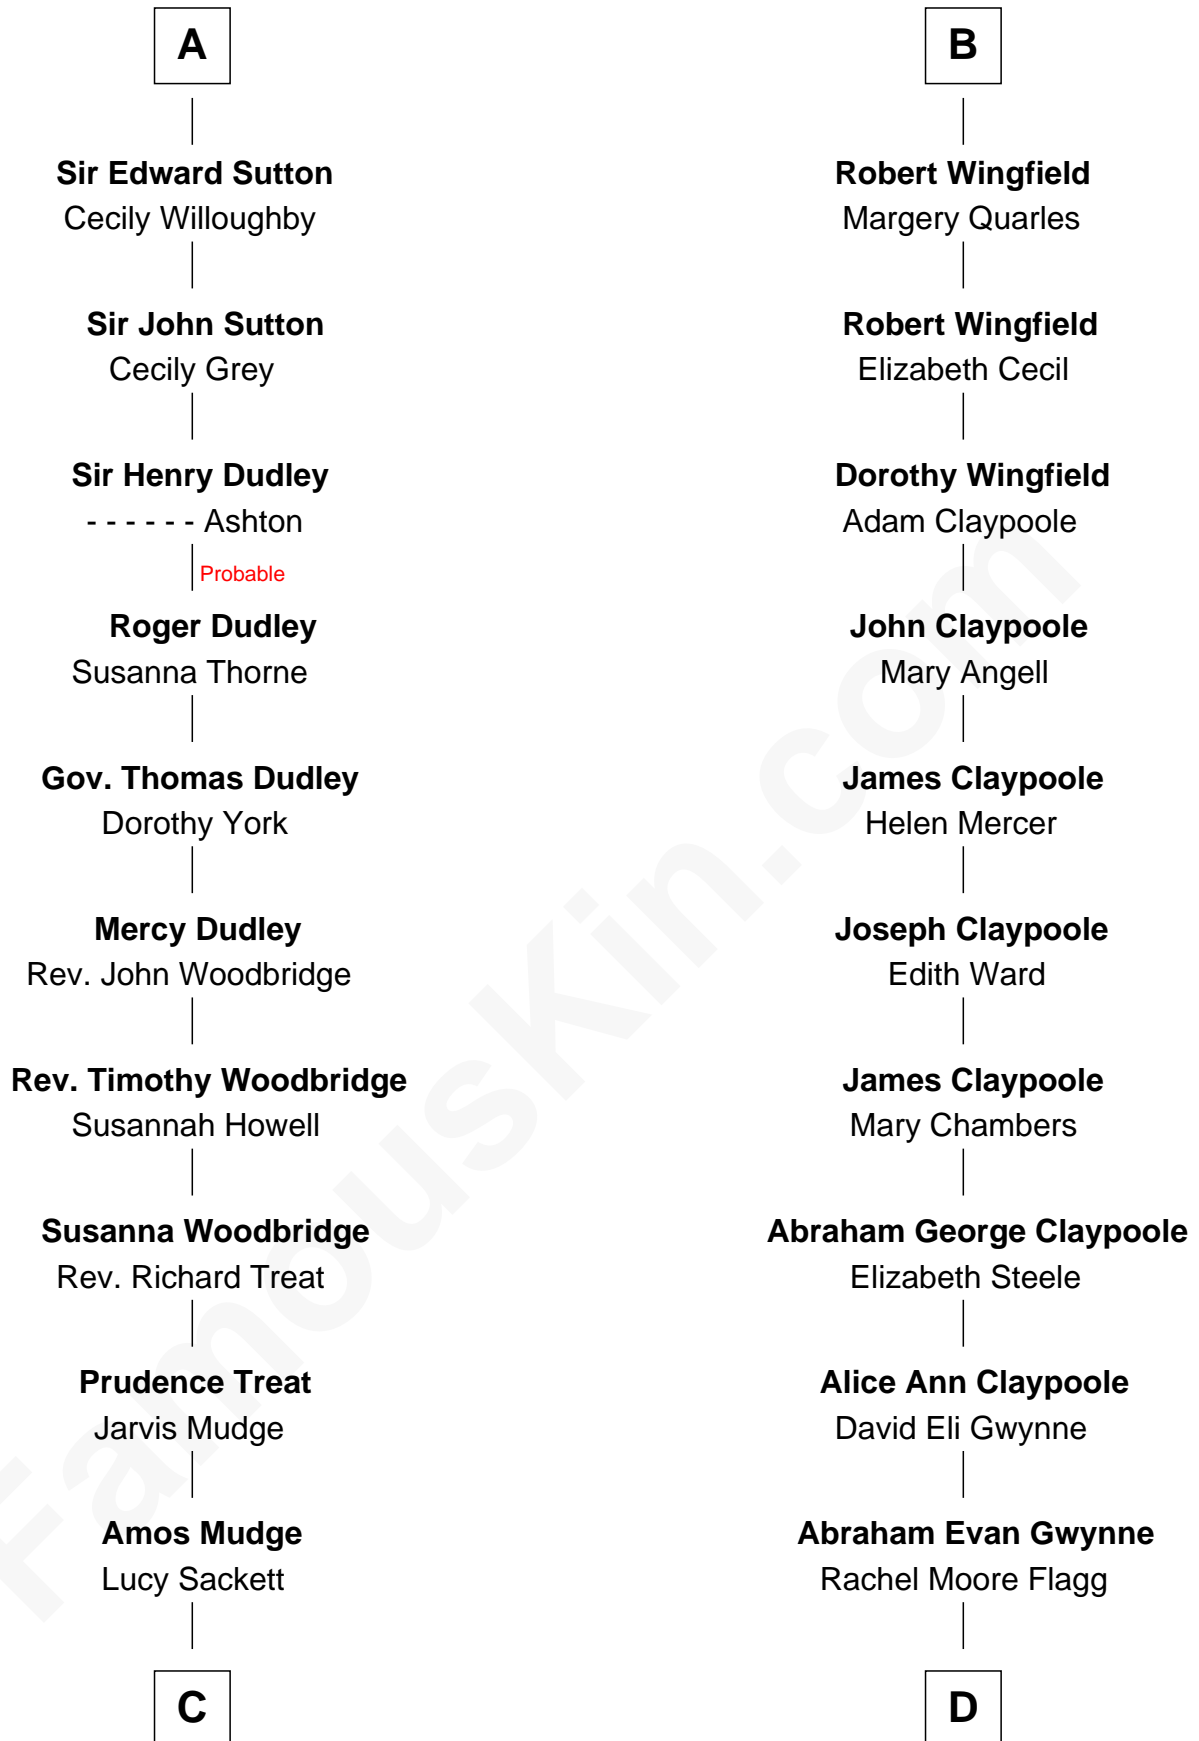 A
Sir Edward Sutton
Cecily Willoughby
Sir John Sutton
Cecily Grey
Sir Henry Dudley
- - - - - - Ashton
Probable
Roger Dudley
Susanna Thorne
Gov. Thomas Dudley
Dorothy York
Mercy Dudley
Rev. John Woodbridge
Rev. Timothy Woodbridge
Susannah Howell
Susanna Woodbridge
Rev. Richard Treat
Prudence Treat
Jarvis Mudge
Amos Mudge
Lucy Sackett
C
B
Robert Wingfield
Margery Quarles
Robert Wingfield
Elizabeth Cecil
Dorothy Wingfield
Adam Claypoole
John Claypoole
Mary Angell
James Claypoole
Helen Mercer
Joseph Claypoole
Edith Ward
James Claypoole
Mary Chambers
Abraham George Claypoole
Elizabeth Steele
Alice Ann Claypoole
David Eli Gwynne
Abraham Evan Gwynne
Rachel Moore Flagg
D
FamousKin.com